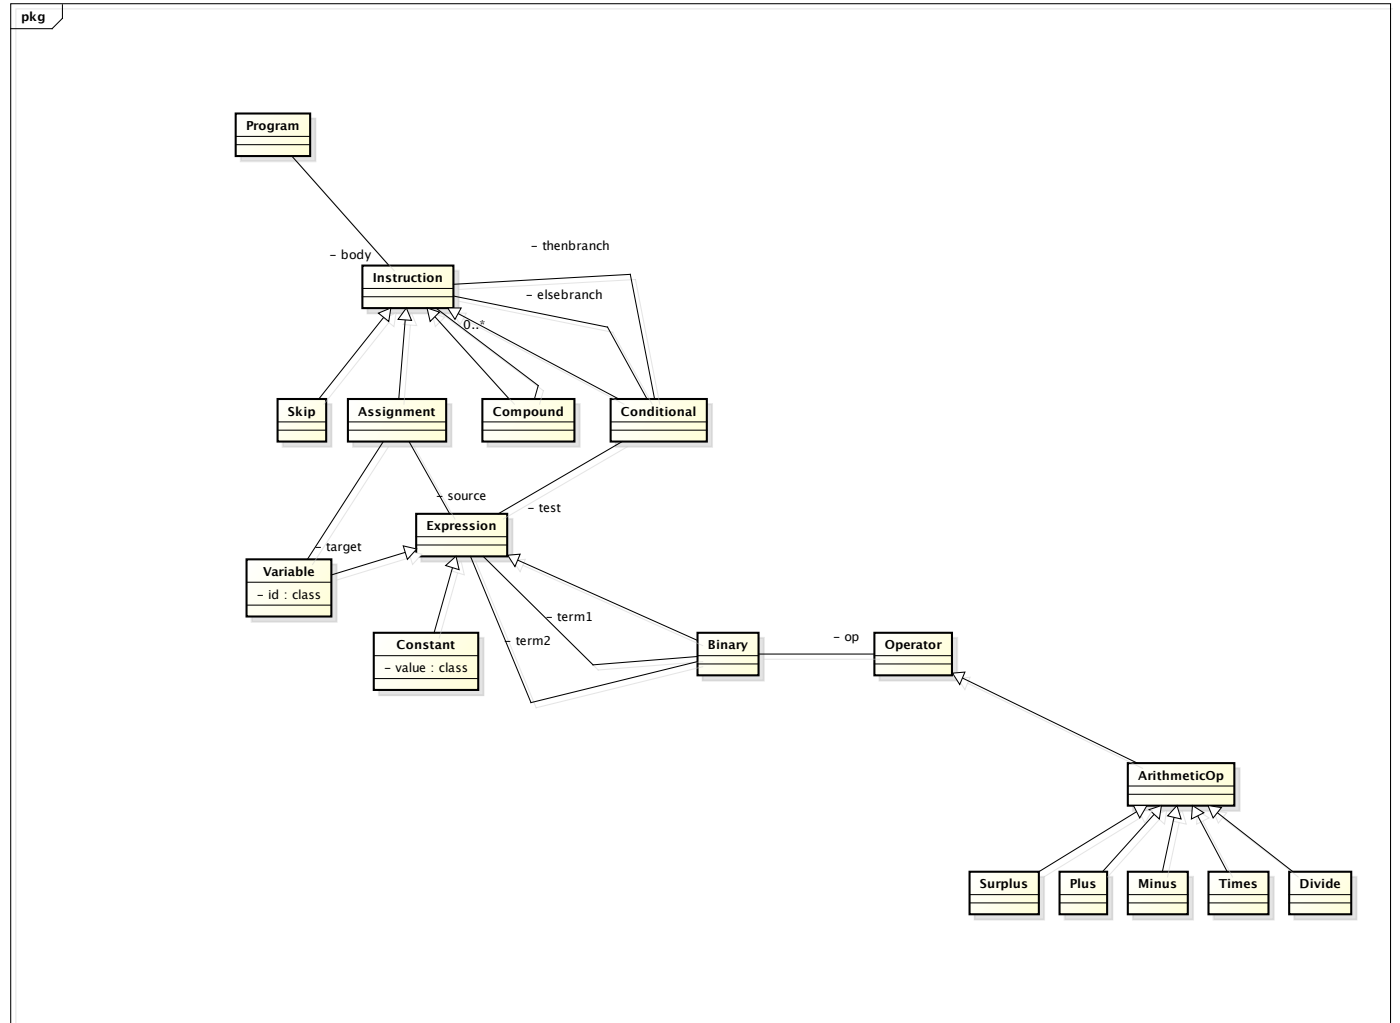 pkg
Program
- body
- thenbranch
Instruction
- elsebranch
0..*
Skip
Assignment
Compound
Conditional
- source
- test
Expression
- target
Variable
- id : class
- term1
- term2
Constant
- value : class
Binary
- op
Operator
ArithmeticOp
Surplus
Plus
Minus
Times
Divide